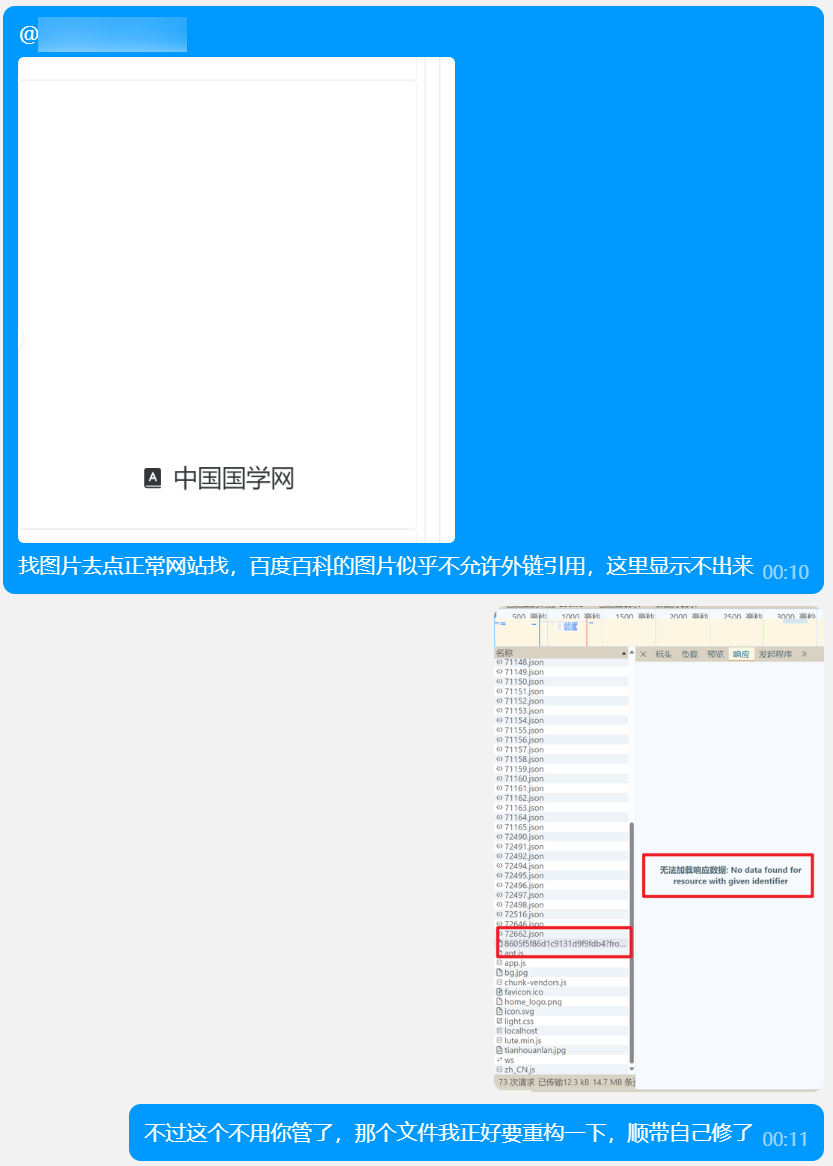 @
中国国学网
找图片去点正常网站找，百度百科的图片似乎不允许外链引用，这里显示不出来 00:10
500 毫秒 1000 毫秒 1500 毫秒 2000 毫秒 2500 毫秒 3000 毫秒
名称
标头 负载 预览 响应 发起程序
71148.json
71149.json
71150.json
71151.json
71152.json
71153.json
71154.json
71155.json
71156.json
71157.json
71158.json
71159.json
71160.json
71161.json
71162.json
71163.json
71164.json
71165.json
72490.json
72491.json
72492.json
72494.json
72495.json
72496.json
72497.json
72498.json
72516.json
72646.json
72662.json
8605f5f86d1c9131d9f9fdb4?fro...
ant.js
app.js
bg.jpg
chunk-vendors.js
favicon.ico
home_logo.png
icon.svg
light.css
localhost
lute.min.js
tianhouanlan.jpg
ws
zh_CN.js
73 次请求 已传输12.3 kB 14.7 MB
无法加载响应数据: No data found for
resource with given identifier
不过这个不用你管了，那个文件我正好要重构一下，顺带自己修了 00:11